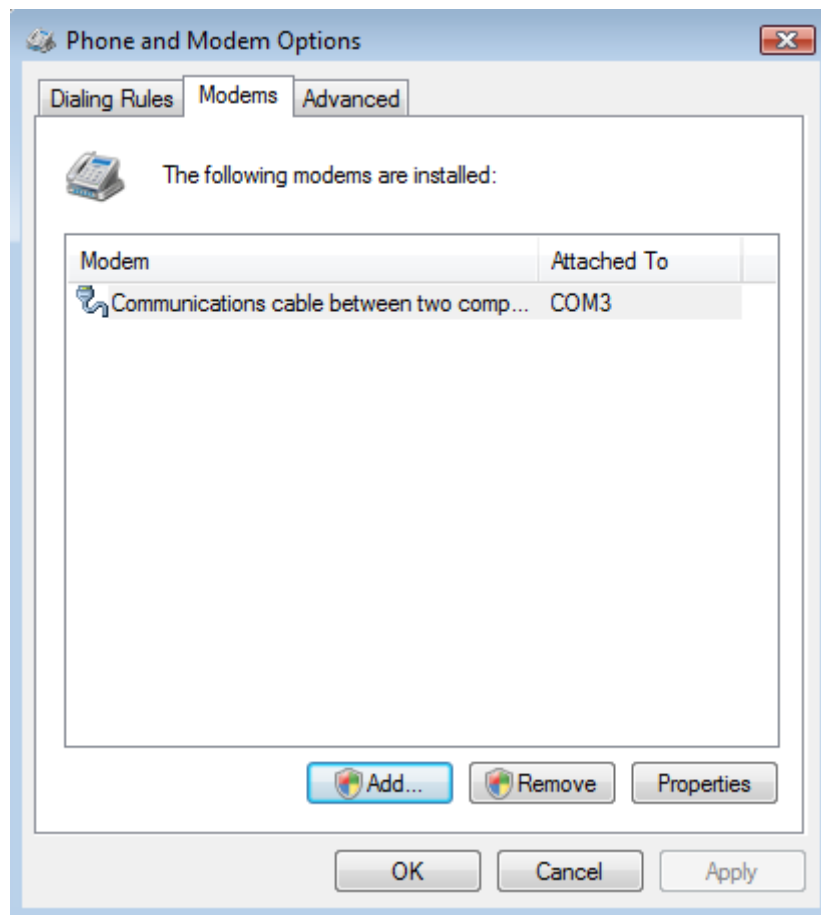 Phone and Modem Options
Dialing Rules Modems Advanced
The following modems are installed:
Modem Attached To
Communications cable between two comp... COM3
Add... Remove Properties
OK Cancel Apply